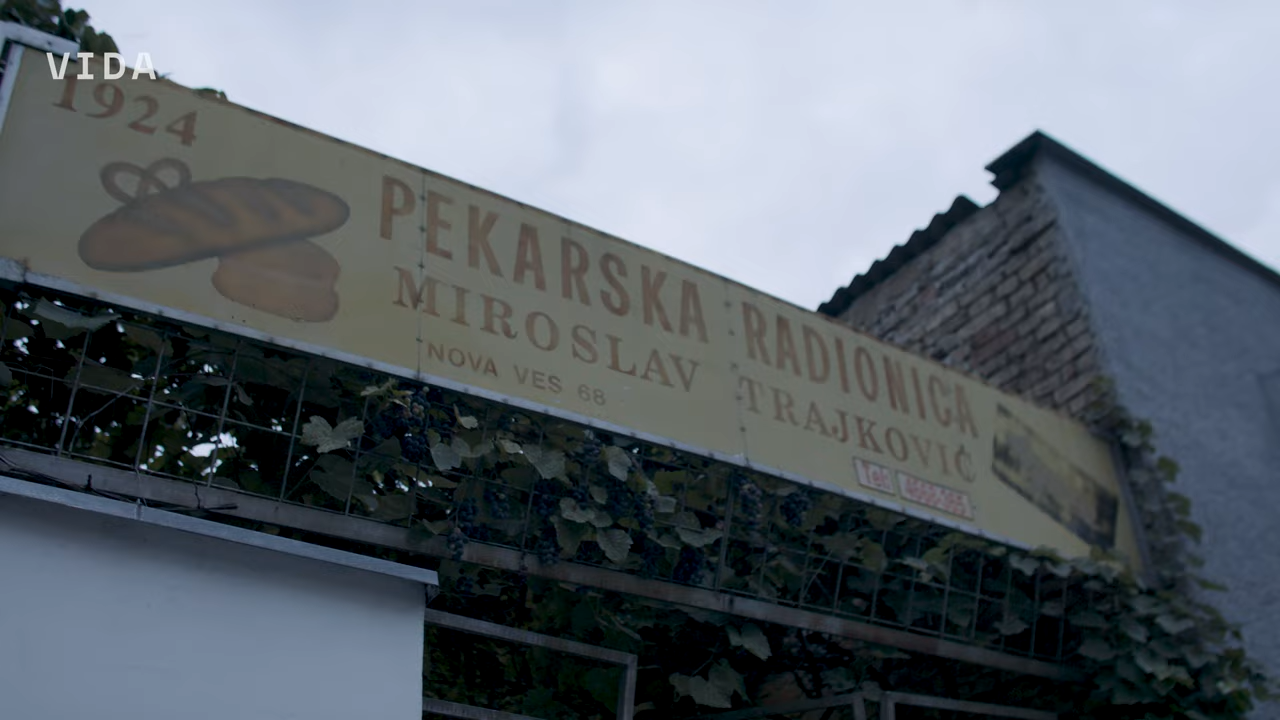 VIDA
1924
PEKARSKA RADIONICA
MIROSLAV TRAJKOVIĆ
NOVA VES 68
Tel: